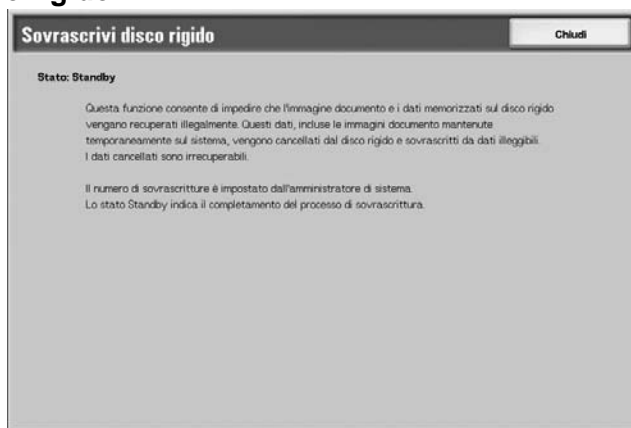 Sovrascrivi disco rigido
Chiudi
Stato: Standby
Questa funzione consente di impedire che l'immagine documento e i dati memorizzati sul disco rigido
vengano recuperati illegalmente. Questi dati, incluse le immagini documento mantenute
temporaneamente sul sistema, vengono cancellati dal disco rigido e sovrascritti da dati illeggibili.
I dati cancellati sono irrecuperabili.
Il numero di sovrascritture è impostato dall'amministratore di sistema.
Lo stato Standby indica il completamento del processo di sovrascrittura.